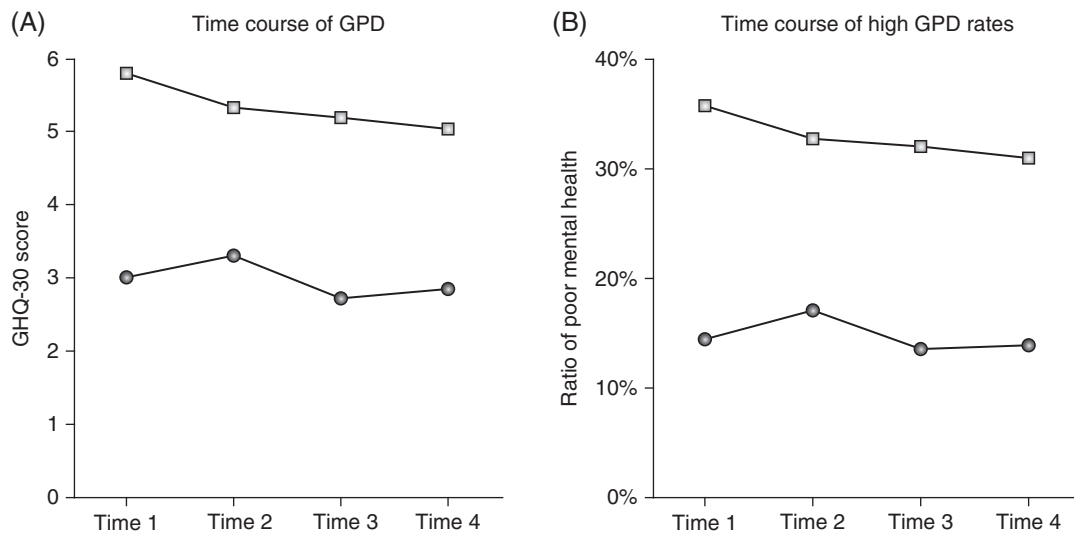 (A)
Time course of GPD
6
5
4
3
2
1
0
GHQ-30 score
Time 1
Time 2
Time 3
Time 4
(B)
Time course of high GPD rates
40%
30%
20%
10%
0%
Ratio of poor mental health
Time 1
Time 2
Time 3
Time 4